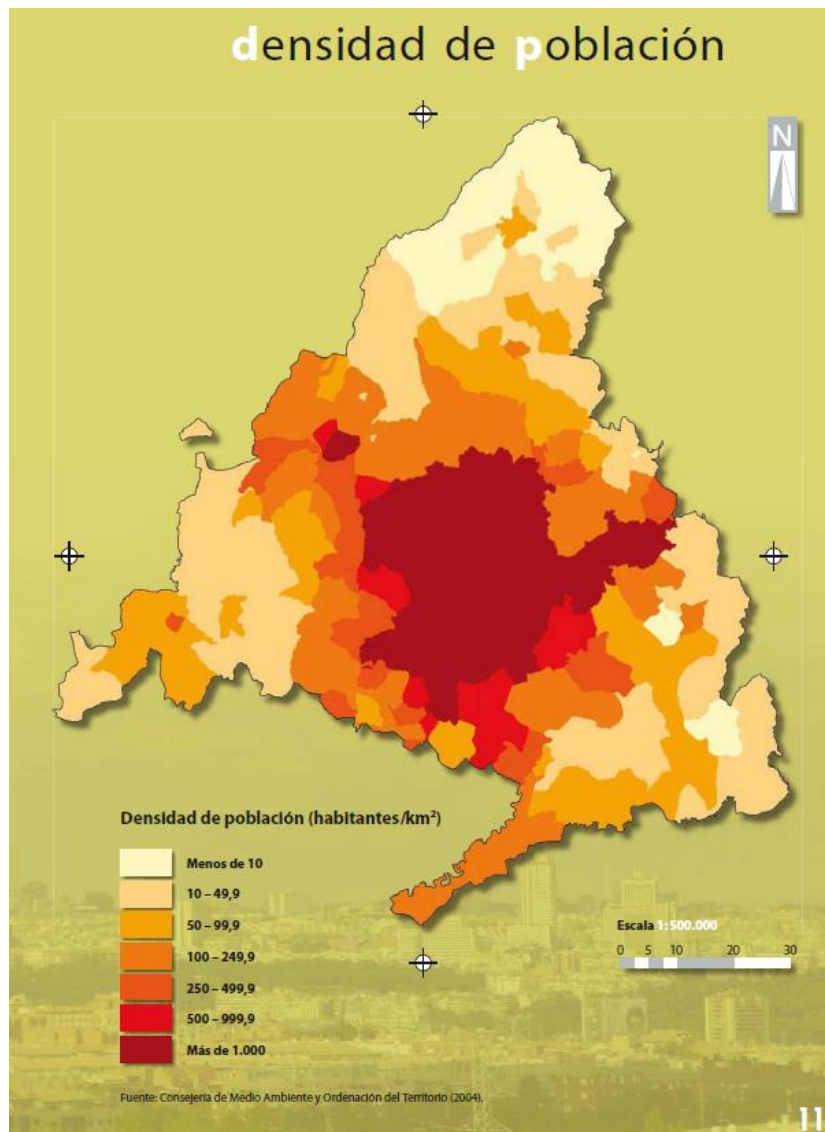 densidad de población
N
Densidad de población (habitantes/km²)
Menos de 10
10 – 49,9
50 – 99,9
100 – 249,9
250 – 499,9
500 – 999,9
Más de 1.000
Escala 1:500.000
0 5 10 20 30
Fuente: Consejería de Medio Ambiente y Ordenación del Territorio (2004).
11